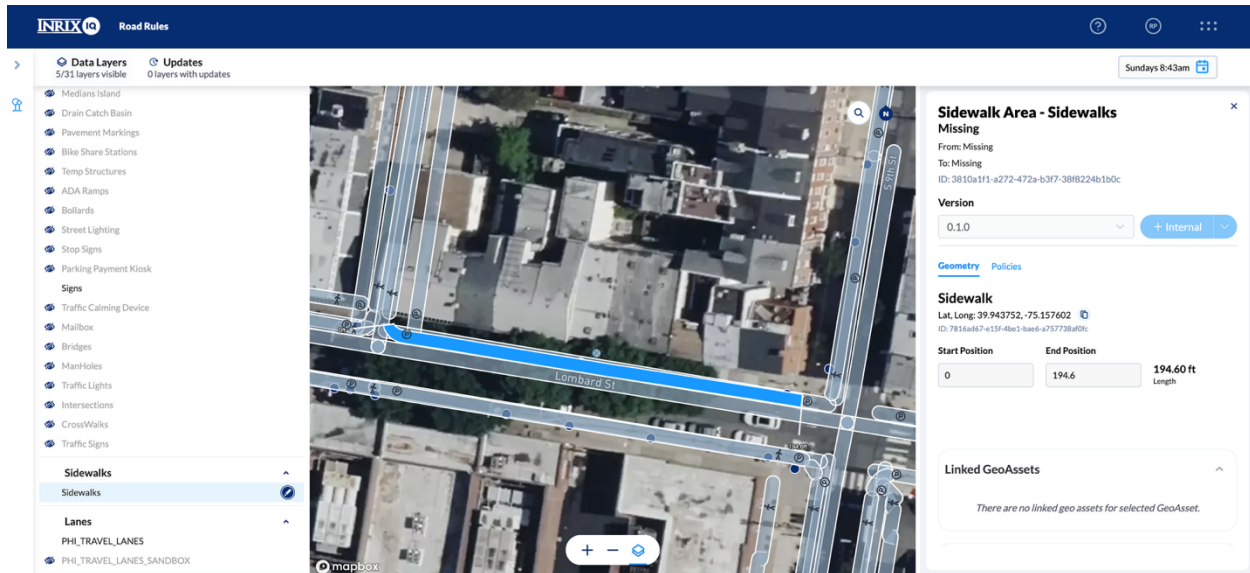 INRIX IQ Road Rules
RP
Data Layers
5/31 layers visible
Updates
0 layers with updates
Sundays 8:43am
Medians Island
Drain Catch Basin
Pavement Markings
Bike Share Stations
Temp Structures
ADA Ramps
Bollards
Street Lighting
Stop Signs
Parking Payment Kiosk
Signs
Traffic Calming Device
Mailbox
Bridges
ManHoles
Traffic Lights
Intersections
CrossWalks
Traffic Signs
Sidewalks
Sidewalks
Lanes
PHI_TRAVEL_LANES
PHI_TRAVEL_LANES_SANDBOX
N
S 9th St
Lombard St
mapbox
Sidewalk Area - Sidewalks
Missing
From: Missing
To: Missing
ID: 3810a1f1-a272-472a-b3f7-38f8224b1b0c
Version
0.1.0
+ Internal
Geometry Policies
Sidewalk
Lat, Long: 39.943752, -75.157602
ID: 7816ad67-e15f-4be1-bae6-a757738af0fc
Start Position End Position
0 194.6 194.60 ft
Length
Linked GeoAssets
There are no linked geo assets for selected GeoAsset.